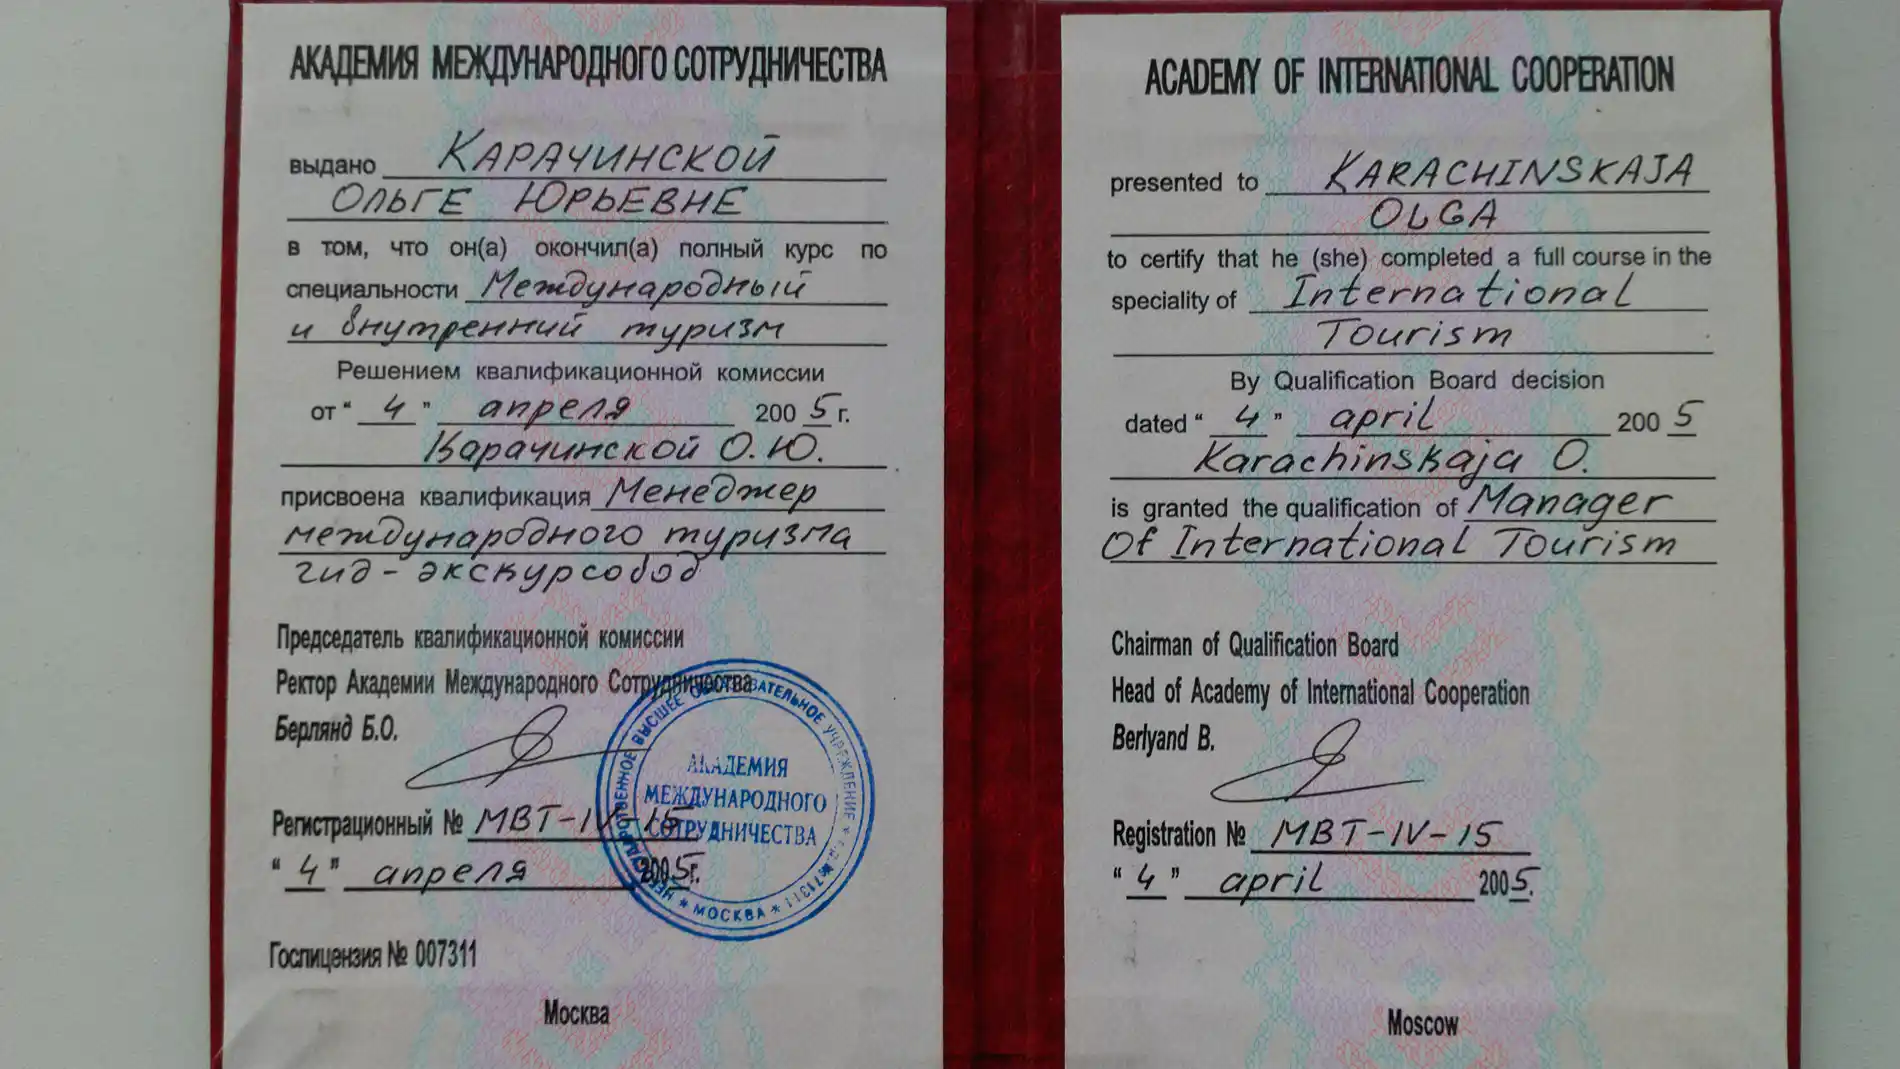 АКАДЕМИЯ МЕЖДУНАРОДНОГО СОТРУДНИЧЕСТВА
выдано КАРАЧИНСКОЙ
ОЛЬГЕ ЮРЬЕВНЕ
в том, что он(а) окончил(а) полный курс по
специальности Международный
и внутренний туризм
Решением квалификационной комиссии
от “ 4 ” апреля 2005 г.
Карачинской О.Ю.
присвоена квалификация Менеджер
международного туризма
гид - экскурсовод
Председатель квалификационной комиссии
Ректор Академии Международного Сотрудничества
Берлянд Б.О.
Регистрационный № МВТ-IV-15
“ 4 ” апреля 2005г.
Гослицензия № 007311
Москва
НЕГОСУДАРСТВЕННОЕ ВЫСШЕЕ ОБРАЗОВАТЕЛЬНОЕ УЧРЕЖДЕНИЕ
* МОСКВА *
АКАДЕМИЯ
МЕЖДУНАРОДНОГО
СОТРУДНИЧЕСТВА
ACADEMY OF INTERNATIONAL COOPERATION
presented to KARACHINSKAJA
OLGA
to certify that he (she) completed a full course in the
speciality of International
Tourism
By Qualification Board decision
dated “ 4 ” april 2005
Karachinskaja O.
is granted the qualification of Manager
Of International Tourism
Chairman of Qualification Board
Head of Academy of International Cooperation
Berlyand B.
Registration № MBT-IV-15
“ 4 ” april 2005.
Moscow